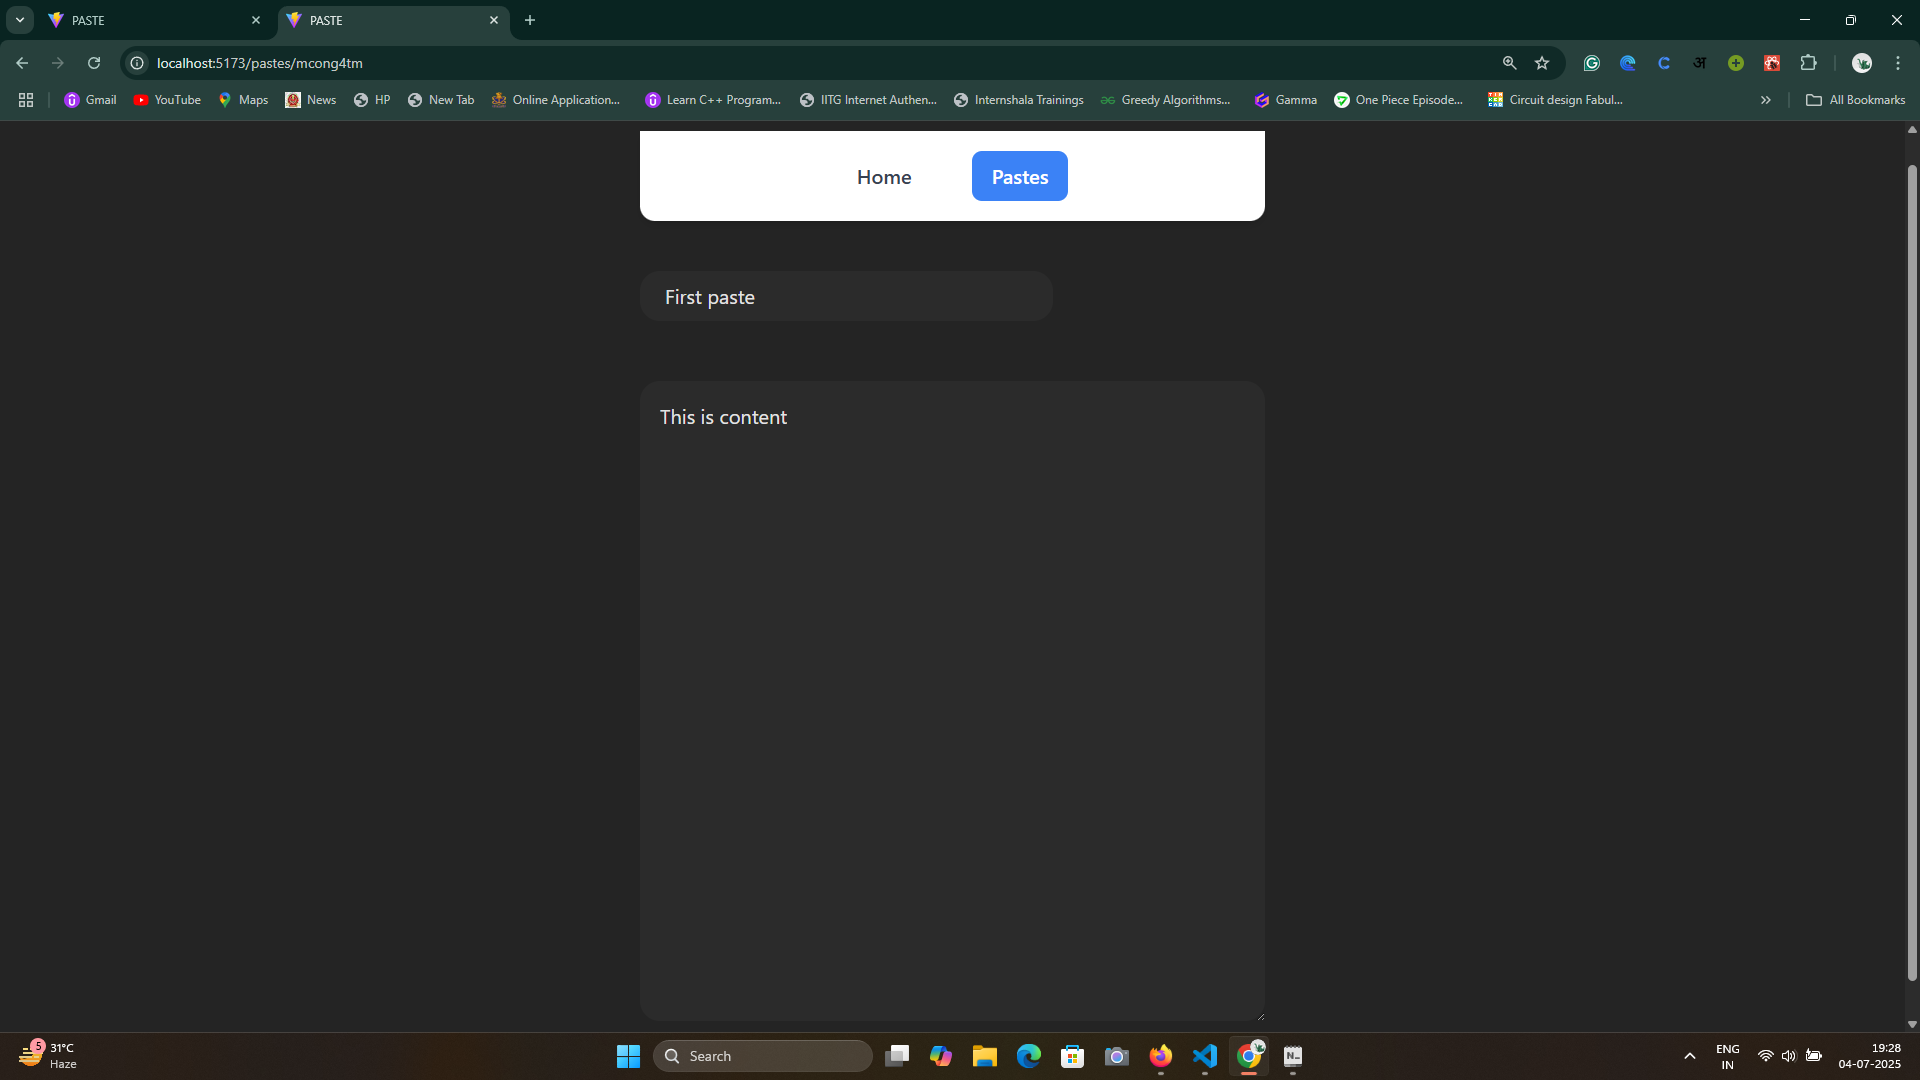 PASTE
PASTE
localhost:5173/pastes/mcong4tm
Gmail
YouTube
Maps
News
HP
New Tab
Online Application...
Learn C++ Program...
IITG Internet Authen...
Internshala Trainings
Greedy Algorithms...
Gamma
One Piece Episode...
Circuit design Fabul...
All Bookmarks
Home
Pastes
First paste
This is content
5
31°C
Haze
Search
ENG
IN
19:28
04-07-2025